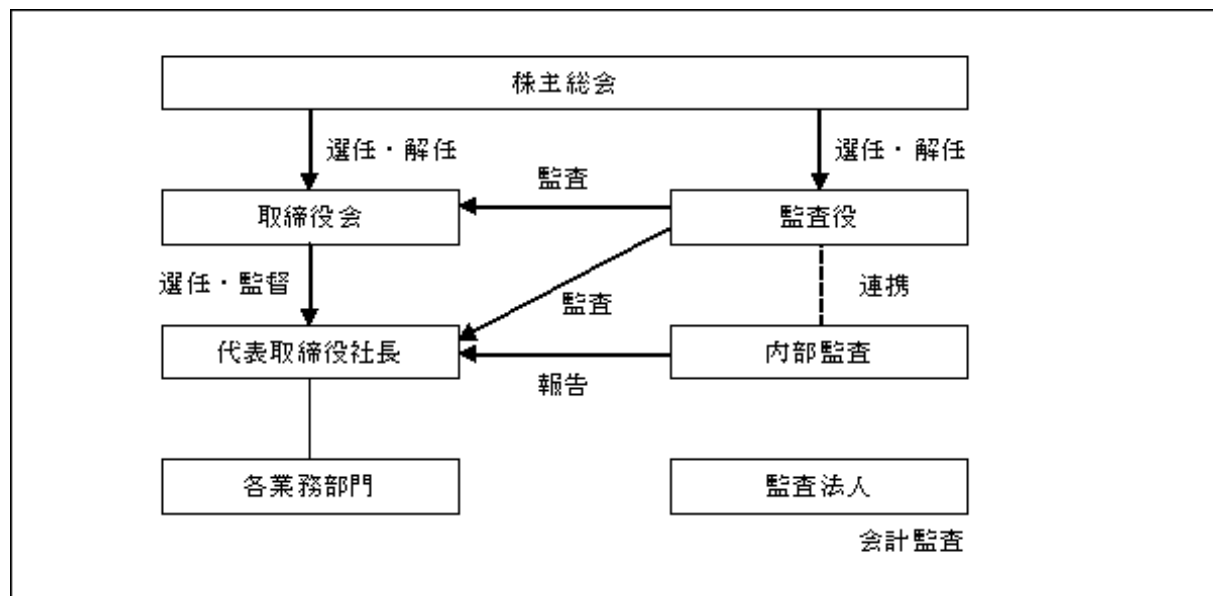 株主総会
選任・解任
選任・解任
監査
取締役会
監査役
選任・監督
連携
監査
代表取締役社長
内部監査
報告
各業務部門
監査法人
会計監査